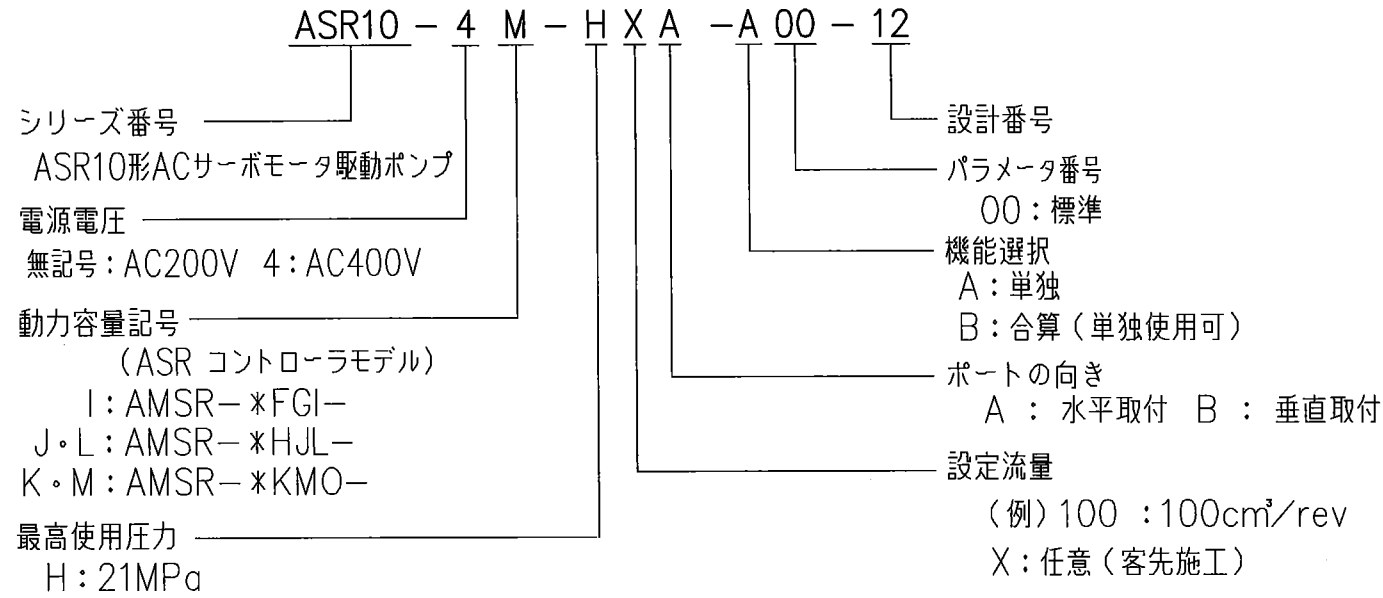 ASR10-4M-HXA-A00-12
シリーズ番号
ASR10形ACサーボモータ駆動ポンプ
電源電圧
無記号:AC200V 4:AC400V
動力容量記号
(ASR コントローラモデル)
I:AMSR-*FGI-
J・L:AMSR-*HJL-
K・M:AMSR-*KMO-
最高使用圧力
H:21MPa
設計番号
パラメータ番号
00:標準
機能選択
A:単独
B:合算(単独使用可)
ポートの向き
A : 水平取付 B : 垂直取付
設定流量
(例)100 :100cm³/rev
X:任意(客先施工)